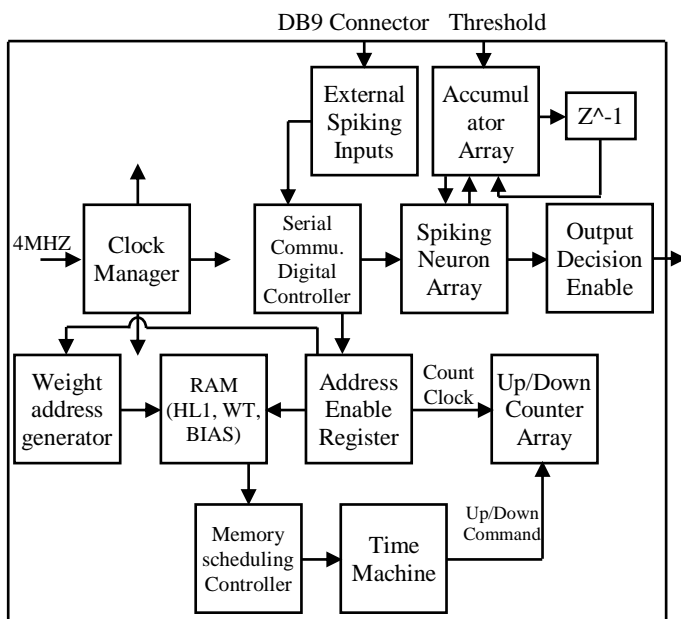 DB9 Connector Threshold
External
Spiking
Inputs
Accumul
ator
Array
Z^-1
4MHZ
Clock
Manager
Serial
Commu.
Digital
Controller
Spiking
Neuron
Array
Output
Decision
Enable
Weight
address
generator
RAM
(HL1, WT,
BIAS)
Address
Enable
Register
Count
Clock
Up/Down
Counter
Array
Memory
scheduling
Controller
Time
Machine
Up/Down
Command